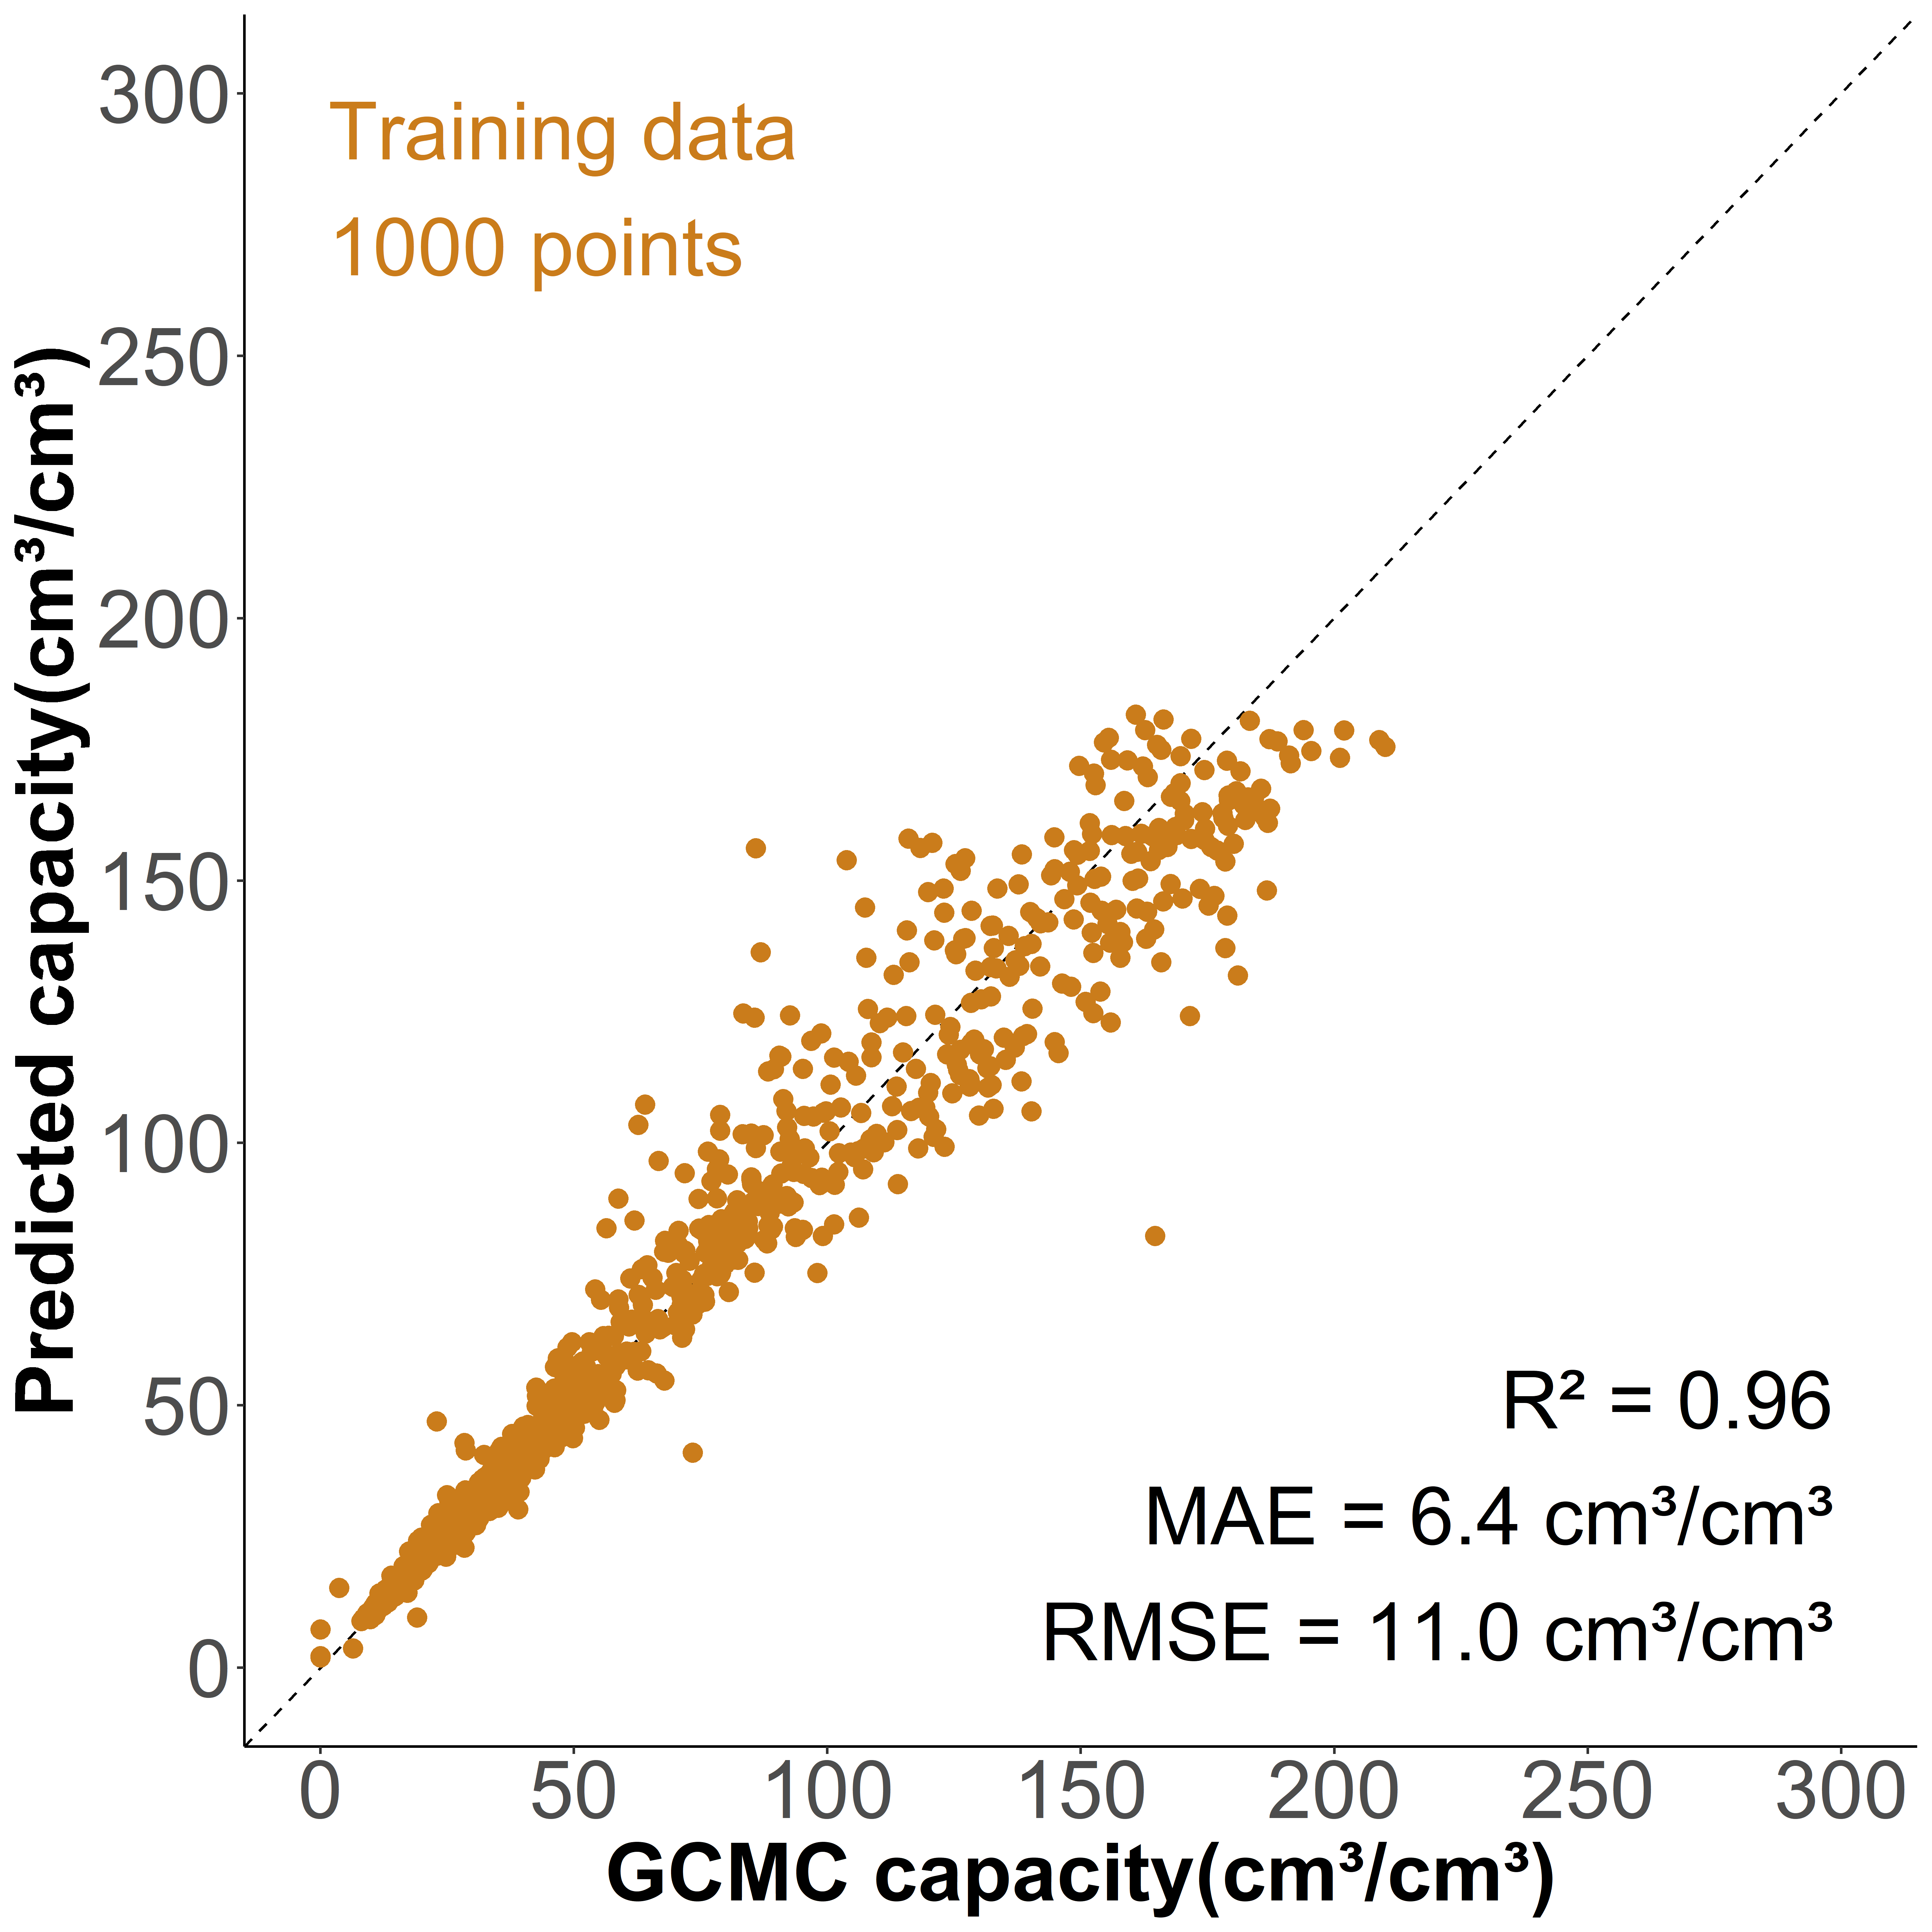 Training data
1000 points
300
250
200
150
100
50
0
Predicted capacity(cm³/cm³)
R² = 0.96
MAE = 6.4 cm³/cm³
RMSE = 11.0 cm³/cm³
0 50 100 150 200 250 300
GCMC capacity(cm³/cm³)